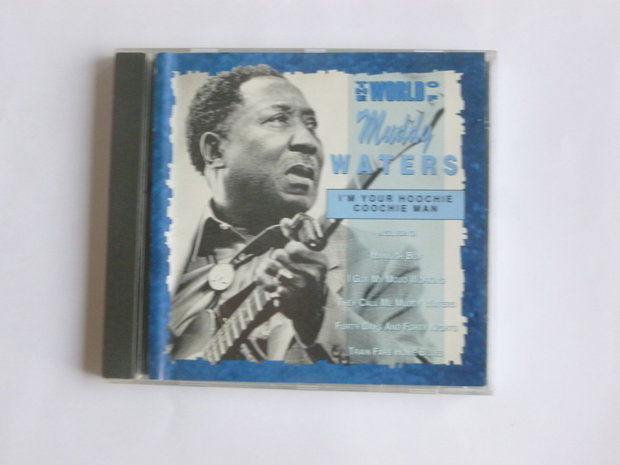 THE WORLD OF
Muddy
WATERS
I'M YOUR HOOCHIE
COOCHIE MAN
INCLUDING
MANNISH BOY
I GOT MY MOJO WORKING
THEY CALL ME MUDDY WATERS
FORTY DAYS AND FORTY NIGHTS
TRAIN FARE HOME BLUES